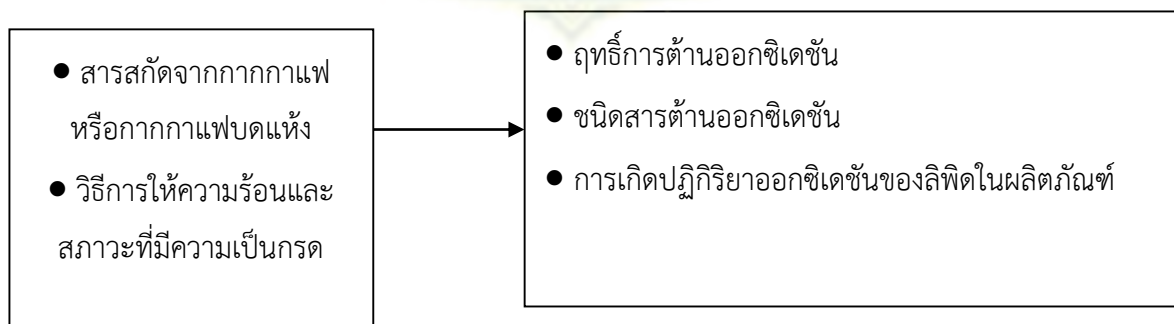 ● สารสกัดจากกากกาแฟ
หรือกากกาแฟบดแห้ง
● วิธีการให้ความร้อนและ
สภาวะที่มีความเป็นกรด
● ฤทธิ์การต้านออกซิเดชัน
● ชนิดสารต้านออกซิเดชัน
● การเกิดปฏิกิริยาออกซิเดชันของลิพิดในผลิตภัณฑ์